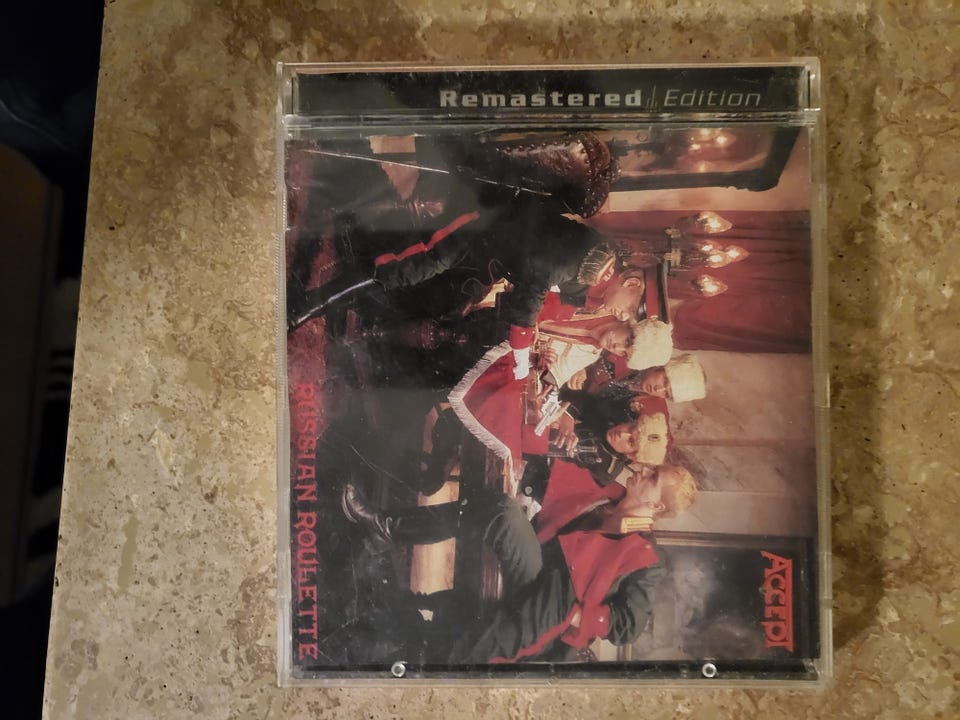 Remastered Edition
ACCEPT
RUSSIAN ROULETTE